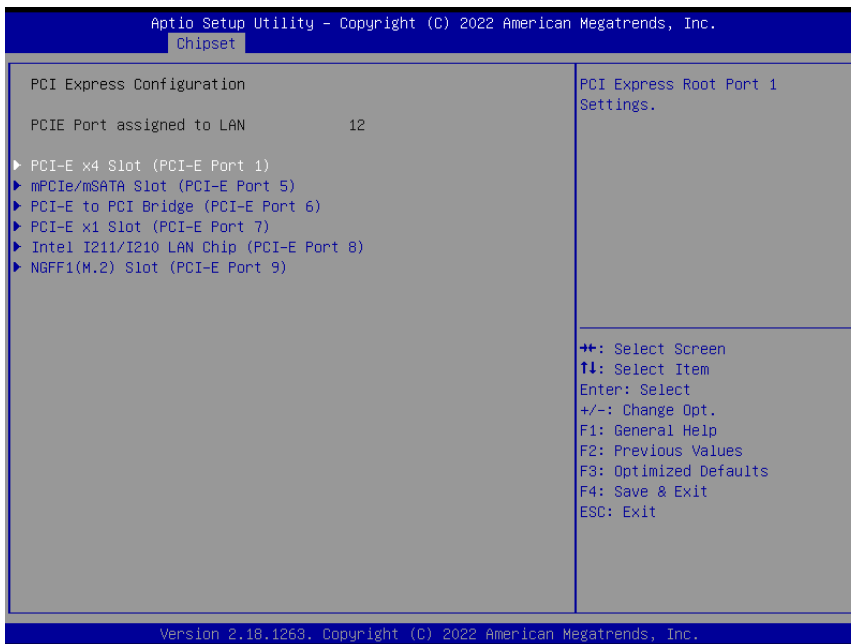 Aptio Setup Utility – Copyright (C) 2022 American Megatrends, Inc.
Chipset
PCI Express Configuration
PCIE Port assigned to LAN 12
▶ PCI-E x4 Slot (PCI-E Port 1)
▶ mPCIe/mSATA Slot (PCI-E Port 5)
▶ PCI-E to PCI Bridge (PCI-E Port 6)
▶ PCI-E x1 Slot (PCI-E Port 7)
▶ Intel I211/I210 LAN Chip (PCI-E Port 8)
▶ NGFF1(M.2) Slot (PCI-E Port 9)
PCI Express Root Port 1
Settings.
→←: Select Screen
↑↓: Select Item
Enter: Select
+/-: Change Opt.
F1: General Help
F2: Previous Values
F3: Optimized Defaults
F4: Save & Exit
ESC: Exit
Version 2.18.1263. Copyright (C) 2022 American Megatrends, Inc.